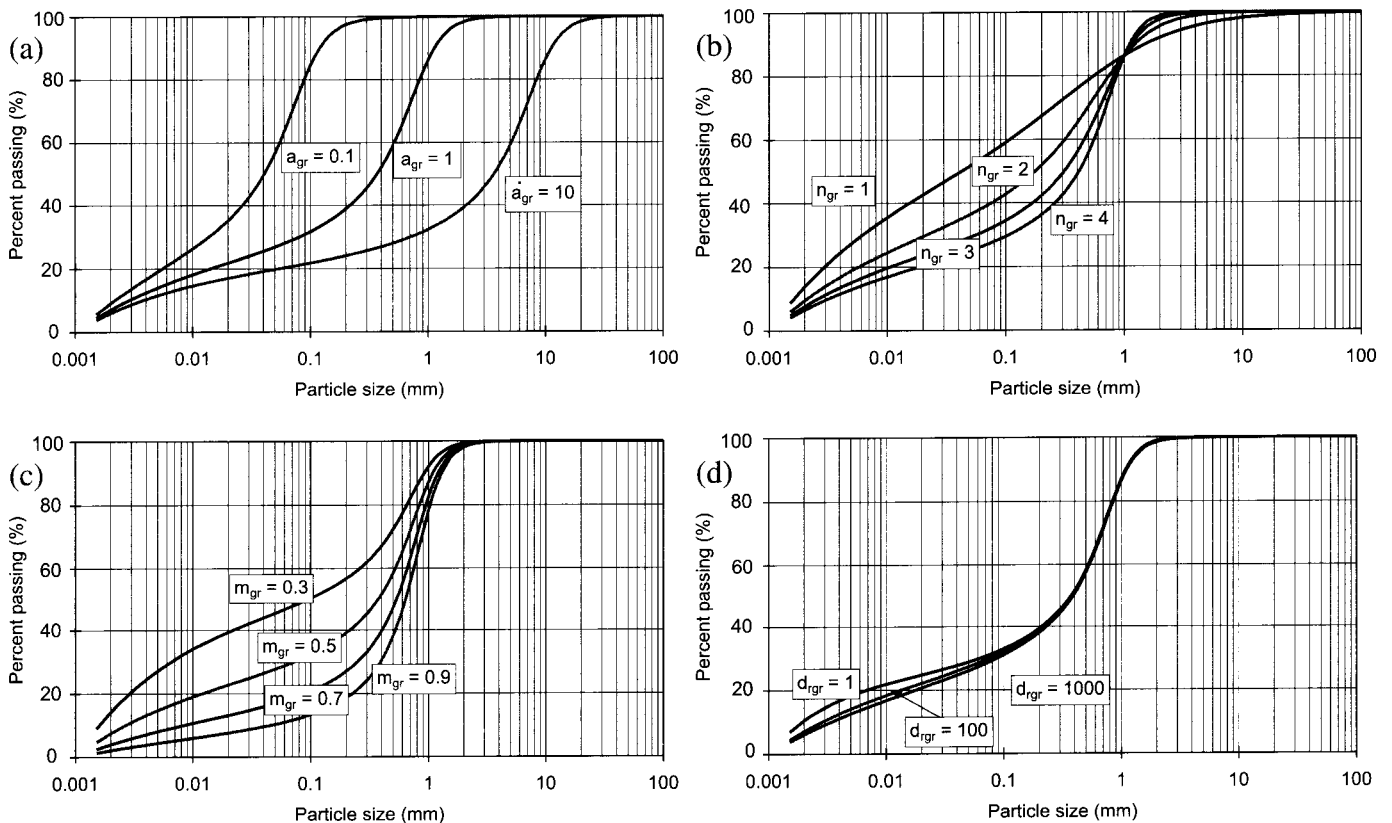 (a)
Percent passing (%)
100
80
60
40
20
0
a_gr = 0.1
a_gr = 1
ȧ_gr = 10
0.001 0.01 0.1 1 10 100
Particle size (mm)
(b)
Percent passing (%)
100
80
60
40
20
0
n_gr = 1
n_gr = 2
n_gr = 3
n_gr = 4
0.001 0.01 0.1 1 10 100
Particle size (mm)
(c)
Percent passing (%)
100
80
60
40
20
0
m_gr = 0.3
m_gr = 0.5
m_gr = 0.7
m_gr = 0.9
0.001 0.01 0.1 1 10 100
Particle size (mm)
(d)
Percent passing (%)
100
80
60
40
20
0
d_rgr = 1
d_rgr = 100
d_rgr = 1000
0.001 0.01 0.1 1 10 100
Particle size (mm)